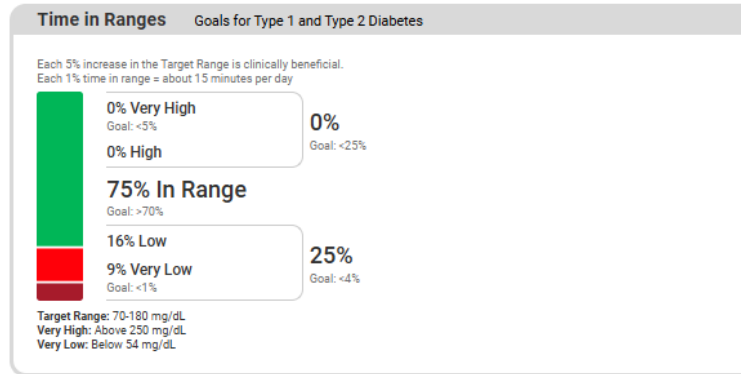 Time in Ranges Goals for Type 1 and Type 2 Diabetes
Each 5% increase in the Target Range is clinically beneficial.
Each 1% time in range = about 15 minutes per day
0% Very High
Goal: <5%
0% High
0%
Goal: <25%
75% In Range
Goal: >70%
16% Low
9% Very Low
Goal: <1%
25%
Goal: <4%
Target Range: 70-180 mg/dL
Very High: Above 250 mg/dL
Very Low: Below 54 mg/dL